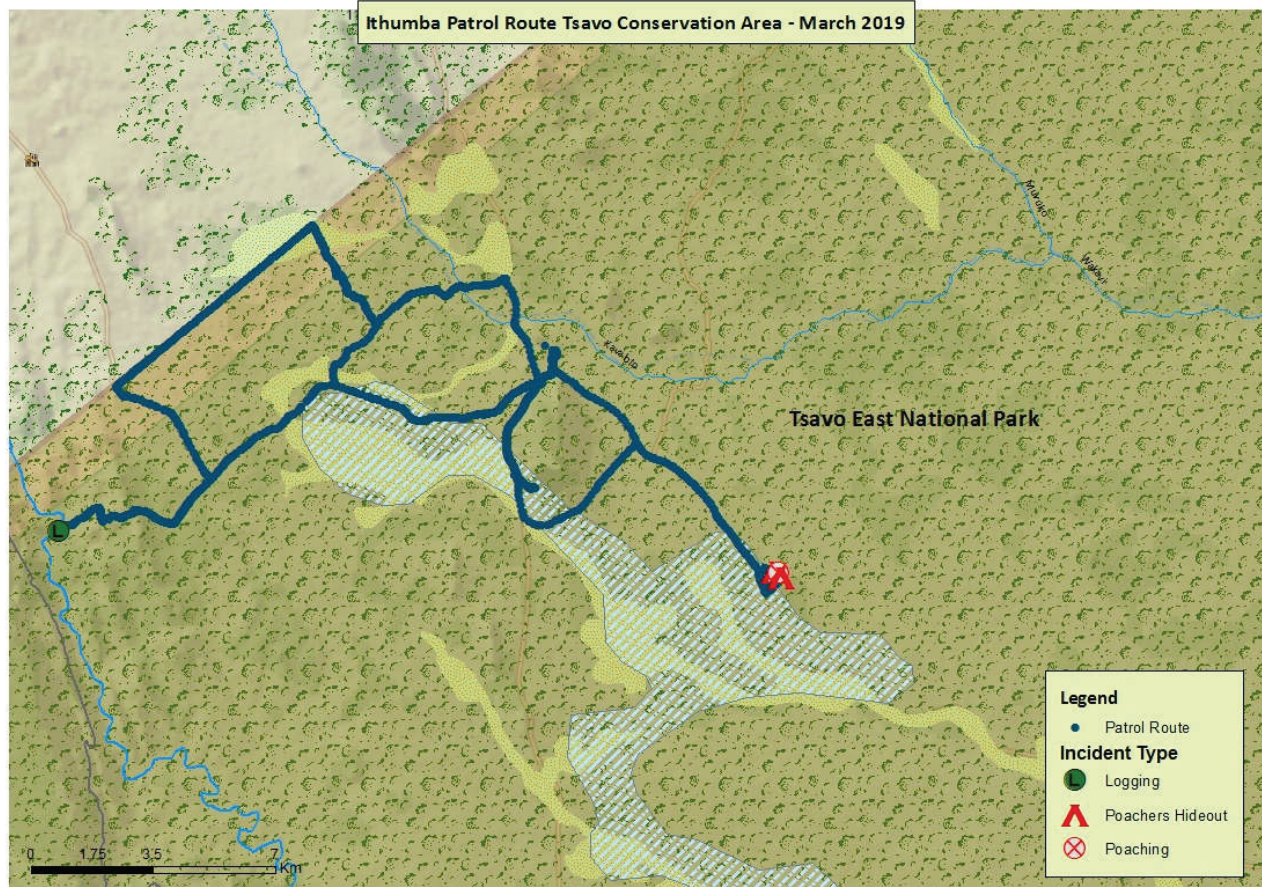 Ithumba Patrol Route Tsavo Conservation Area - March 2019
Mukuko
Tsavo East National Park
L
Legend
Patrol Route
Incident Type
L
Logging
Poachers Hideout
Poaching
0 1.75 3.5 7
Km